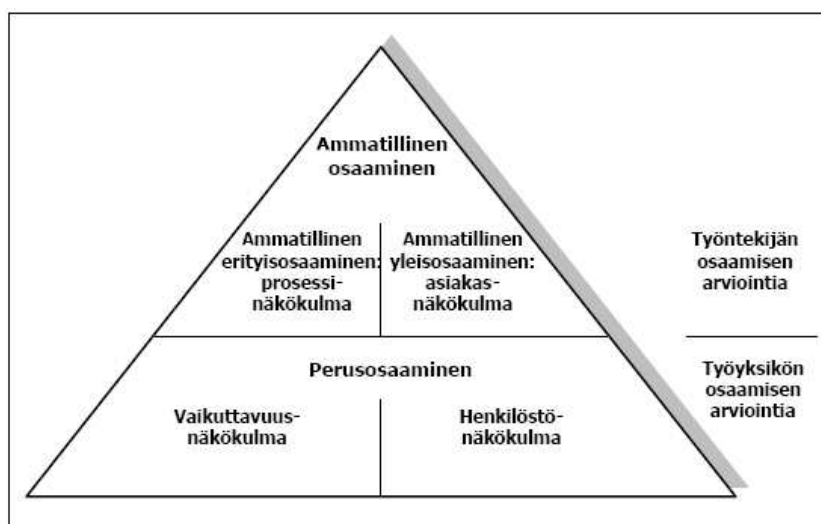 Ammatillinen
osaaminen
Ammatillinen
erityisosaaminen:
prosessi-
näkökulma
Ammatillinen
yleisosaaminen:
asiakas-
näkökulma
Työntekijän
osaamisen
arviointia
Perusosaaminen
Vaikuttavuus-
näkökulma
Henkilöstö-
näkökulma
Työyksikön
osaamisen
arviointia